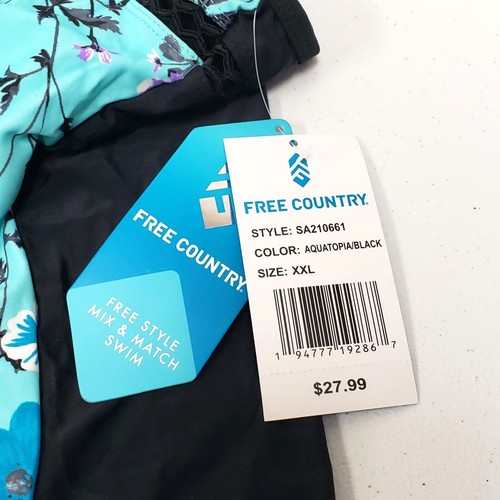 FREE COUNTRY
FREE STYLE
MIX & MATCH
SWIM
FREE COUNTRY.
STYLE: SA210661
COLOR: AQUATOPIA/BLACK
SIZE: XXL
1 94777 19286 7
$27.99